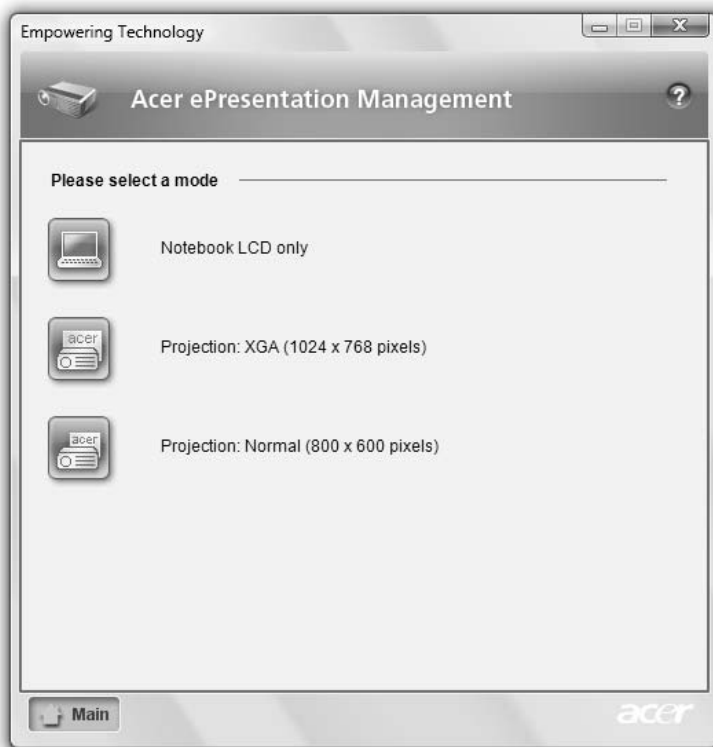 Empowering Technology
Acer ePresentation Management
?
Please select a mode
Notebook LCD only
acer
Projection: XGA (1024 x 768 pixels)
acer
Projection: Normal (800 x 600 pixels)
Main
acer